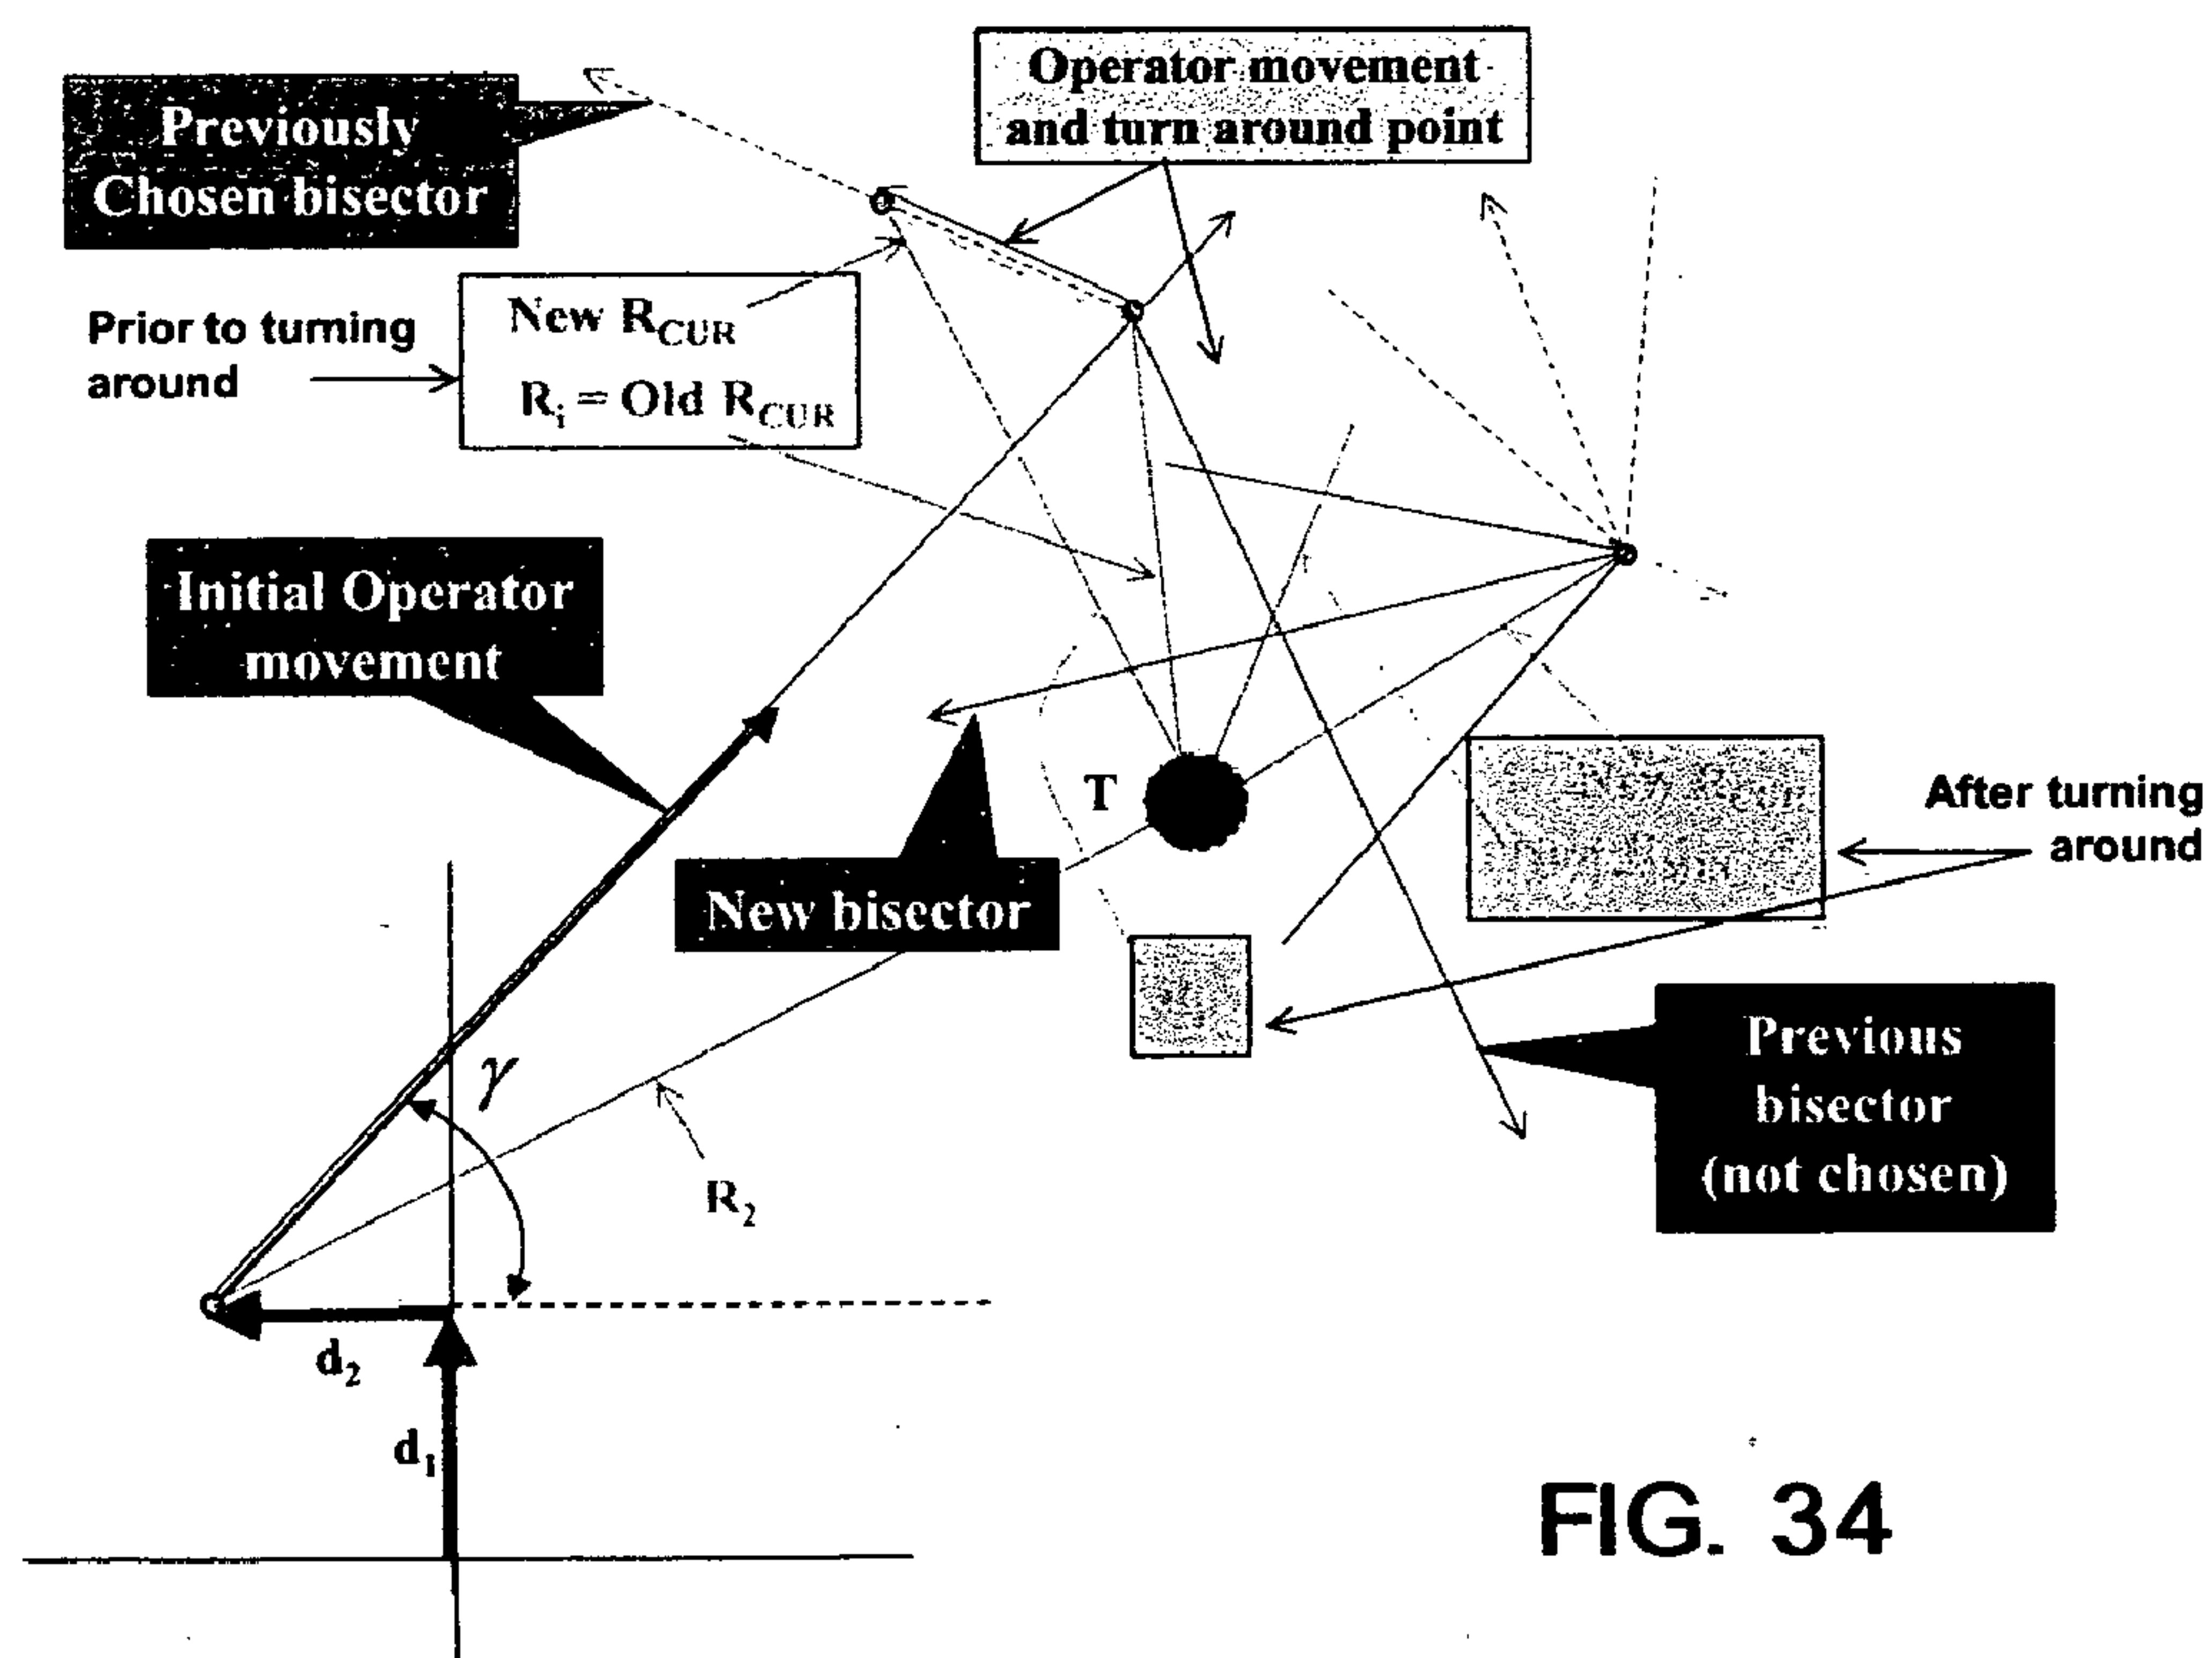 Operator movement
and turn around point
Previously
Chosen bisector
Prior to turning
around
New R_CUR
R_i = Old R_CUR
Initial Operator
movement
T
After turning
around
New bisector
Previous
bisector
(not chosen)
γ
R_2
d_2
d_1
FIG. 34